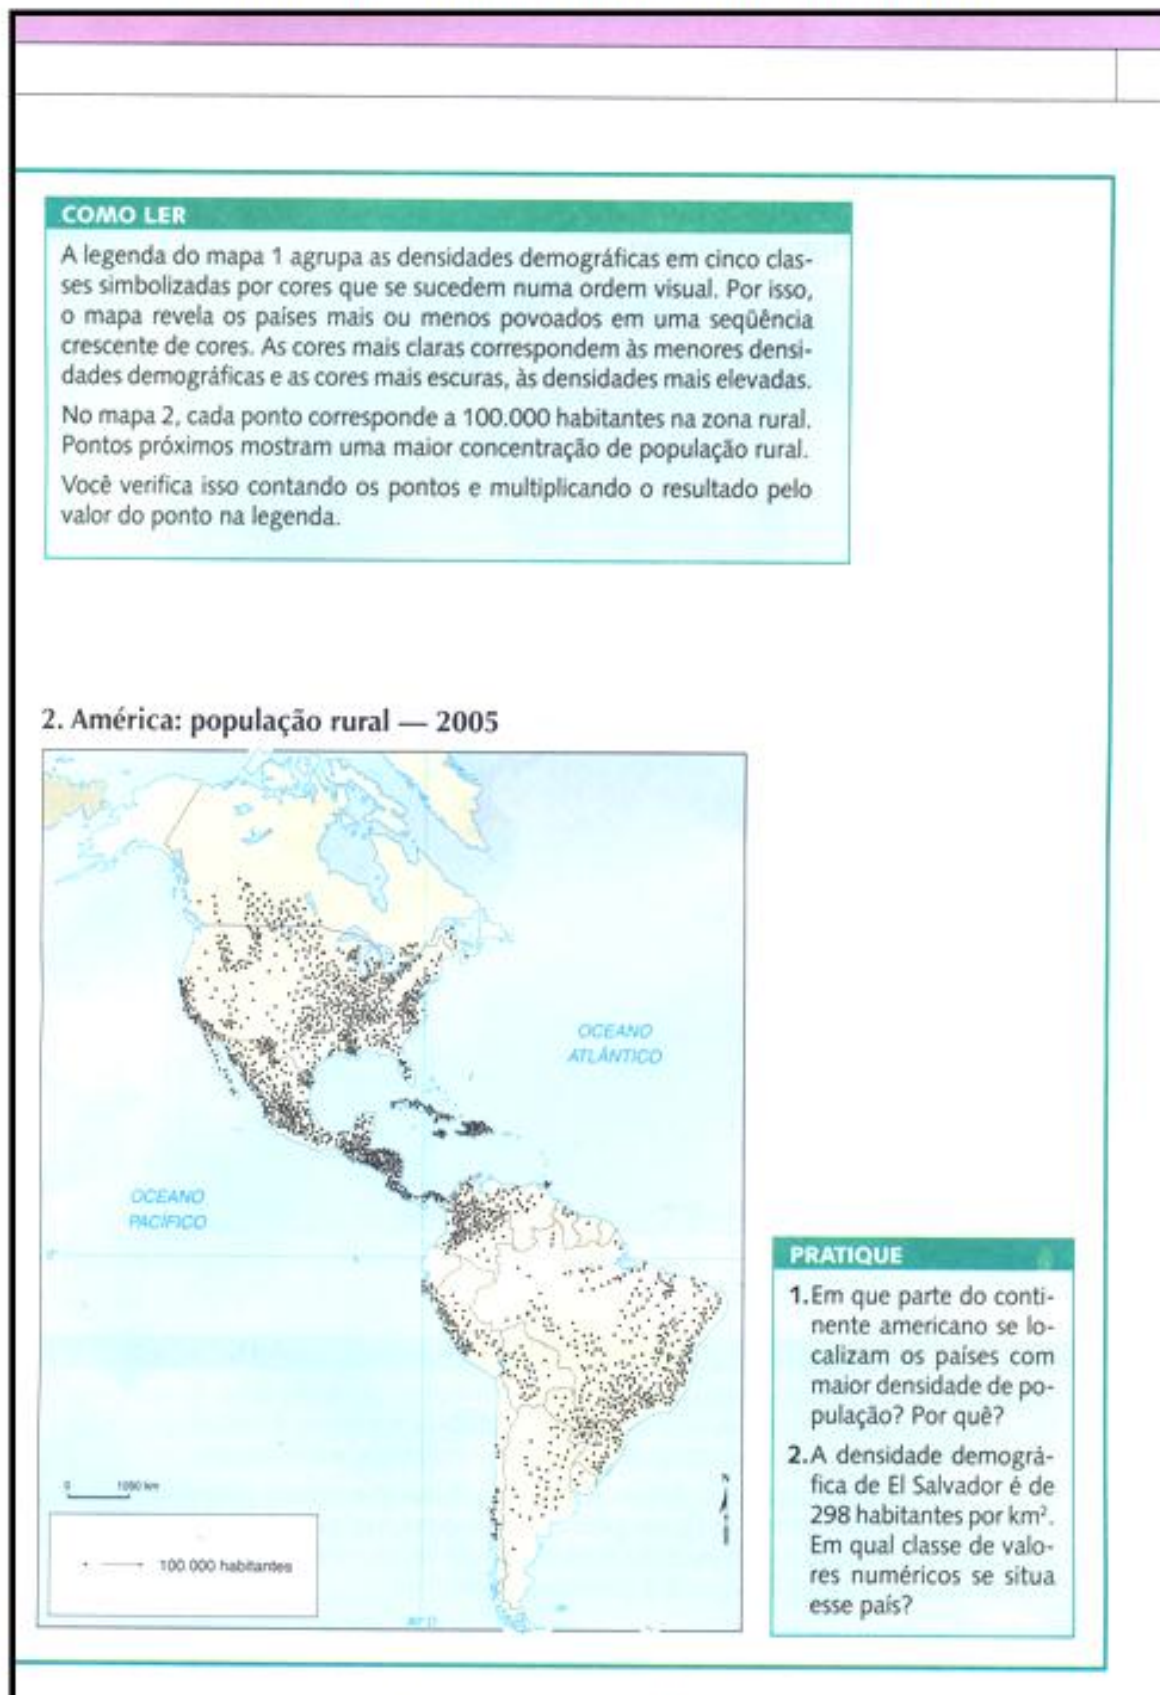 COMO LER
A legenda do mapa 1 agrupa as densidades demográficas em cinco clas-
ses simbolizadas por cores que se sucedem numa ordem visual. Por isso,
o mapa revela os países mais ou menos povoados em uma seqüência
crescente de cores. As cores mais claras correspondem às menores densi-
dades demográficas e as cores mais escuras, às densidades mais elevadas.
No mapa 2, cada ponto corresponde a 100.000 habitantes na zona rural.
Pontos próximos mostram uma maior concentração de população rural.
Você verifica isso contando os pontos e multiplicando o resultado pelo
valor do ponto na legenda.
2. América: população rural — 2005
OCEANO
ATLÂNTICO
OCEANO
PACÍFICO
0°
0
N
100.000 habitantes
PRATIQUE
1.Em que parte do conti-
nente americano se lo-
calizam os países com
maior densidade de po-
pulação? Por quê?
2.A densidade demográ-
fica de El Salvador é de
298 habitantes por km².
Em qual classe de valo-
res numéricos se situa
esse país?